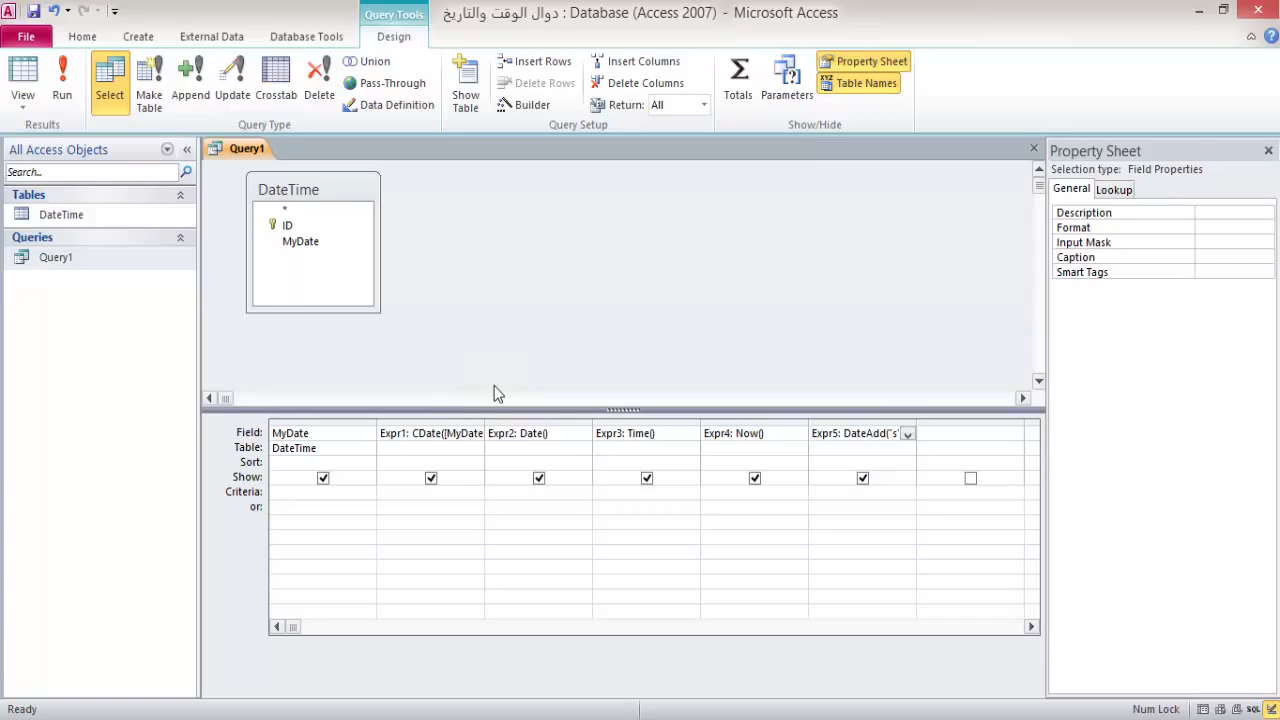 Query Tools
دوال الوقت والتاريخ : Database (Access 2007) - Microsoft Access
File Home Create External Data Database Tools Design
View
Run
Results
Select
Make Table
Append
Update
Crosstab
Delete
Union
Pass-Through
Data Definition
Query Type
Show Table
Insert Rows
Delete Rows
Builder
Insert Columns
Delete Columns
Return: All
Query Setup
Totals
Parameters
Property Sheet
Table Names
Show/Hide
All Access Objects
Search...
Tables
DateTime
Queries
Query1
Query1
DateTime
*
ID
MyDate
Field: MyDate Expr1: CDate([MyDate Expr2: Date() Expr3: Time() Expr4: Now() Expr5: DateAdd("s"
Table: DateTime
Sort:
Show:
Criteria:
or:
Property Sheet
Selection type: Field Properties
General Lookup
Description
Format
Input Mask
Caption
Smart Tags
Ready
Num Lock
SQL